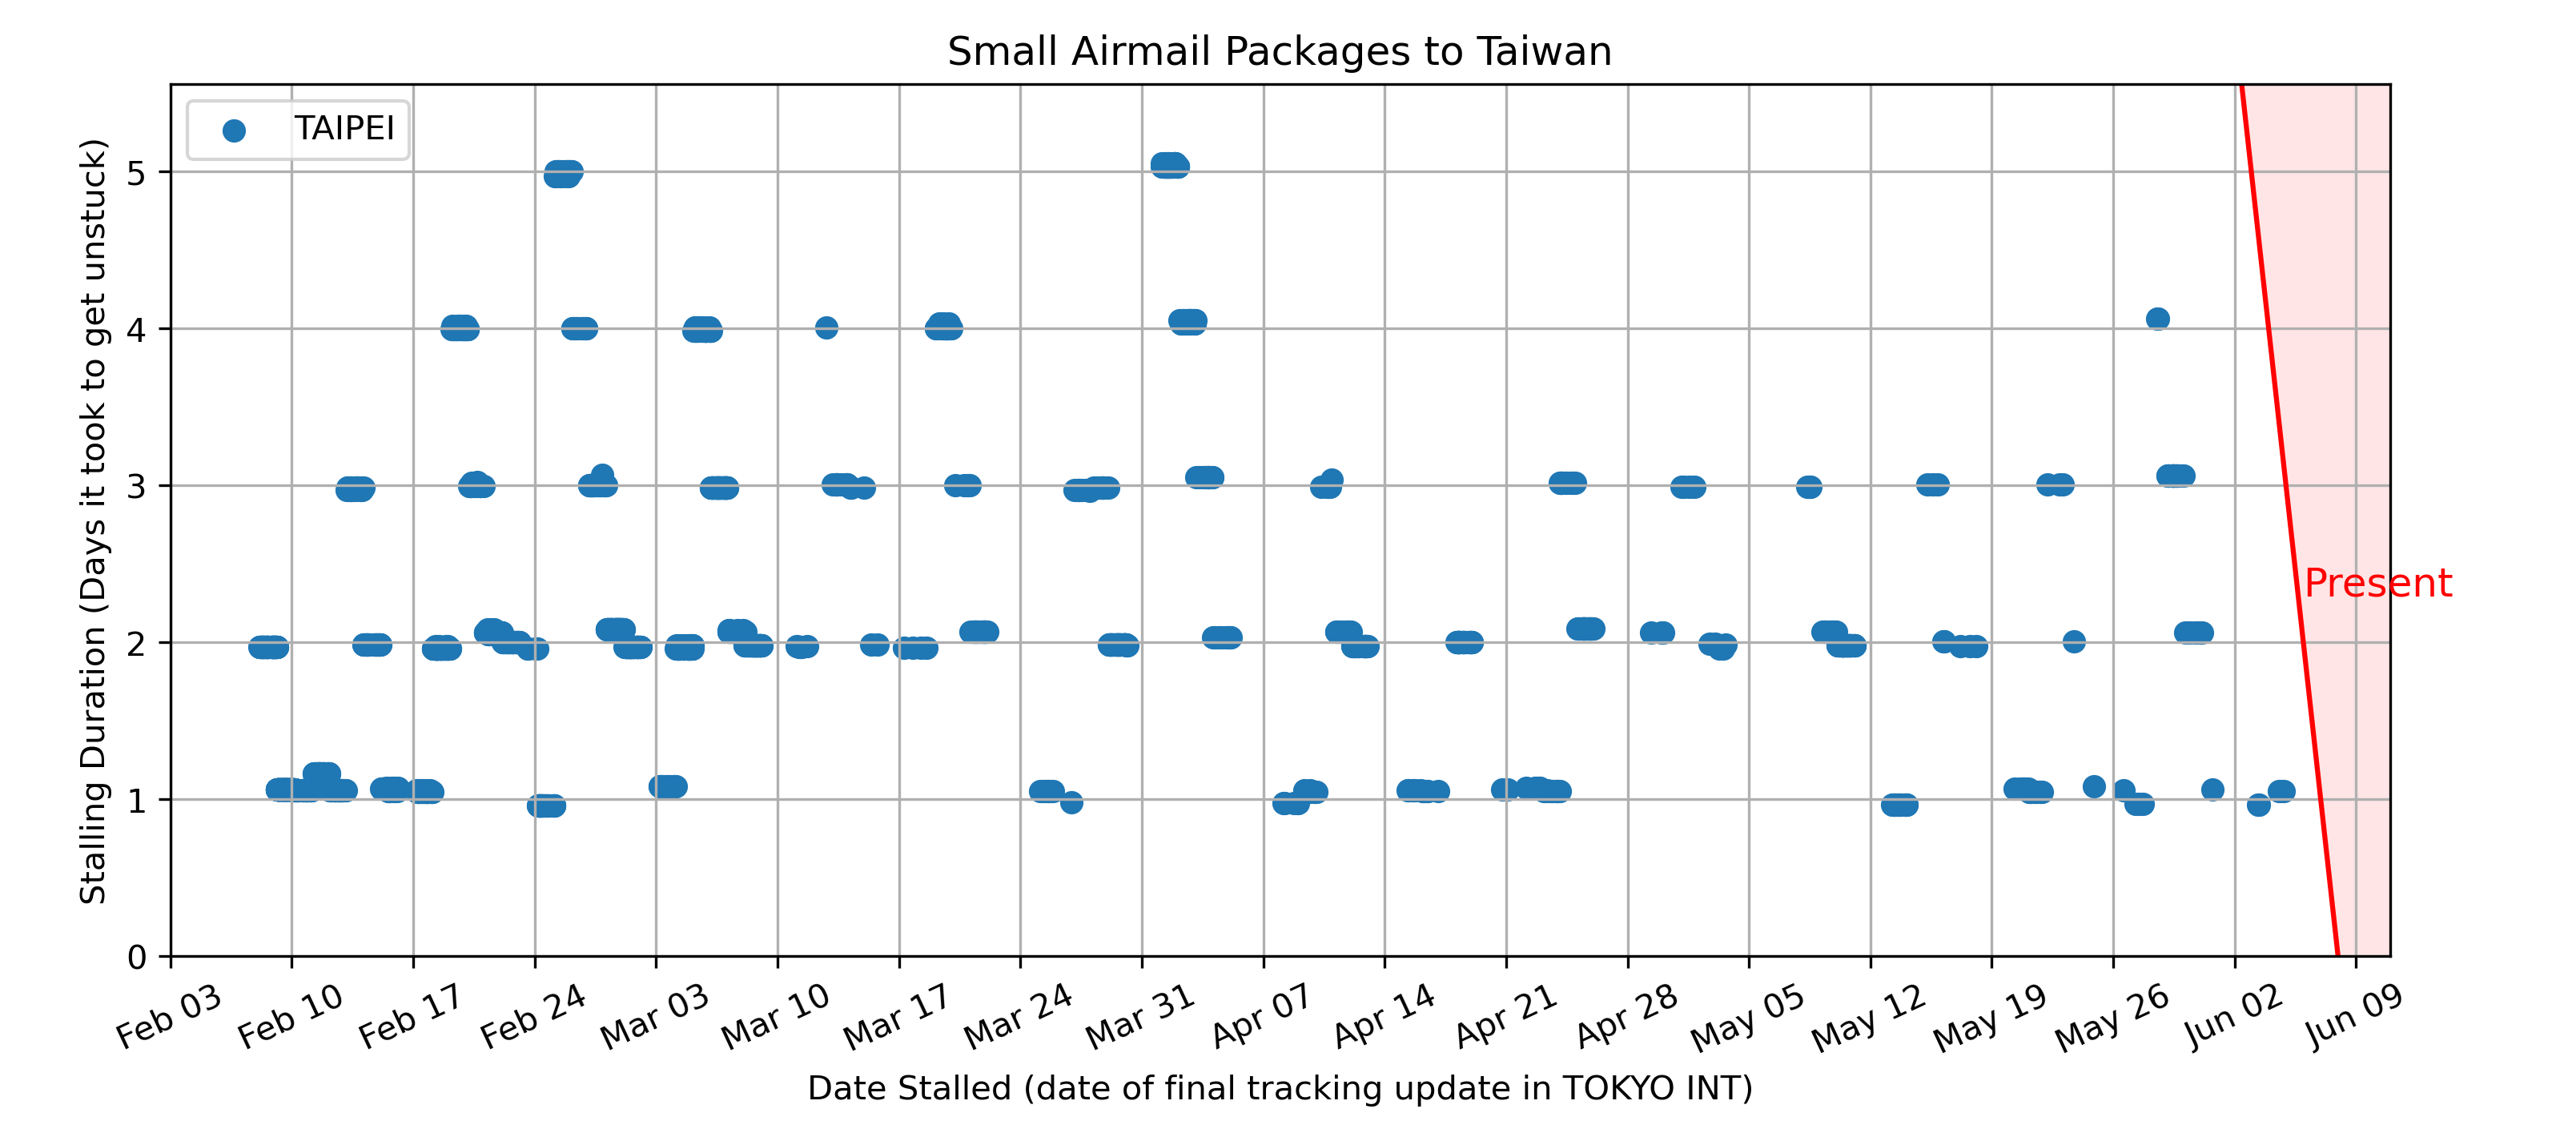 Small Airmail Packages to Taiwan
TAIPEI
Stalling Duration (Days it took to get unstuck)
5
4
3
2
1
0
Present
Feb 03
Feb 10
Feb 17
Feb 24
Mar 03
Mar 10
Mar 17
Mar 24
Mar 31
Apr 07
Apr 14
Apr 21
Apr 28
May 05
May 12
May 19
May 26
Jun 02
Jun 09
Date Stalled (date of final tracking update in TOKYO INT)